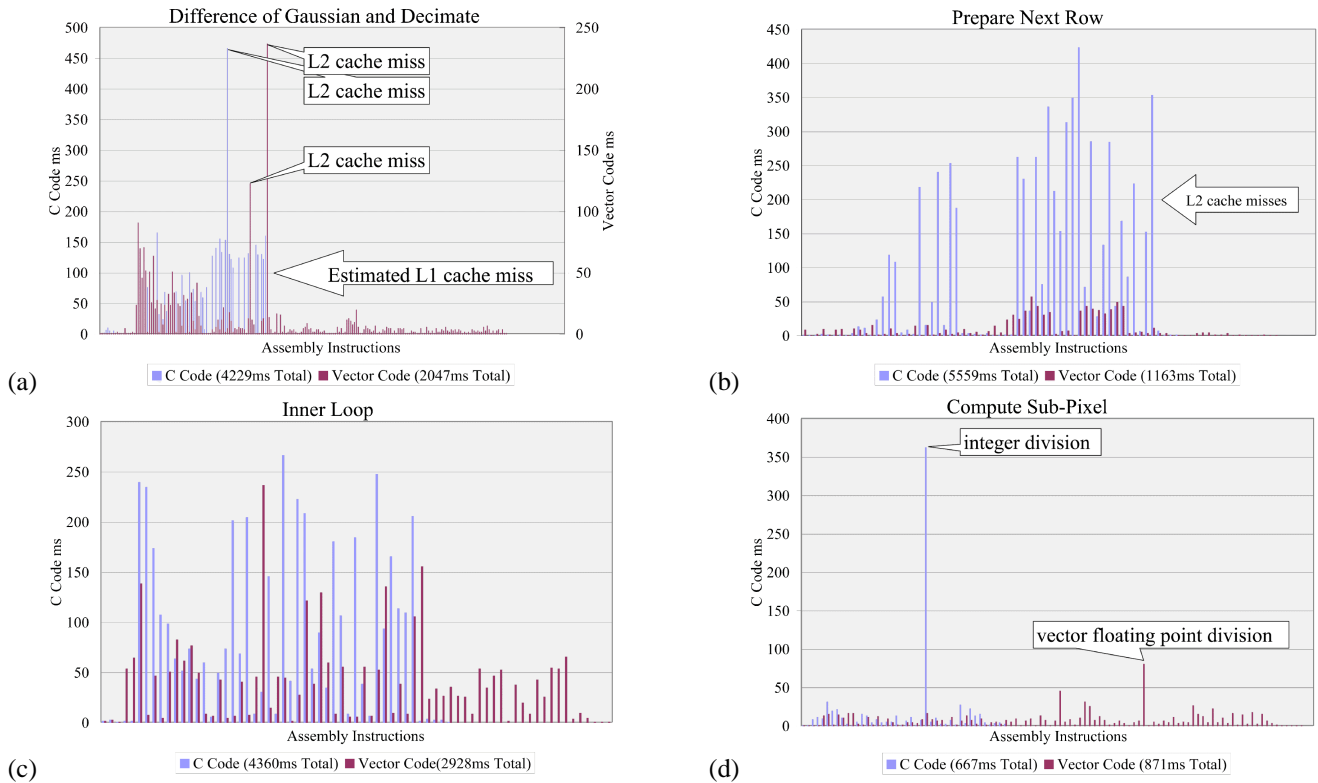 Difference of Gaussian and Decimate
500
450
400
350
300
250
200
150
100
50
0
C Code ms
250
200
150
100
50
0
Vector Code ms
L2 cache miss
L2 cache miss
L2 cache miss
Estimated L1 cache miss
Assembly Instructions
C Code (4229ms Total) Vector Code (2047ms Total)
(a)
Prepare Next Row
450
400
350
300
250
200
150
100
50
0
C Code ms
L2 cache misses
Assembly Instructions
C Code (5559ms Total) Vector Code (1163ms Total)
(b)
Inner Loop
300
250
200
150
100
50
0
C Code ms
Assembly Instructions
C Code (4360ms Total) Vector Code(2928ms Total)
(c)
Compute Sub-Pixel
400
350
300
250
200
150
100
50
0
C Code ms
integer division
vector floating point division
Assembly Instructions
C Code (667ms Total) Vector Code (871ms Total)
(d)